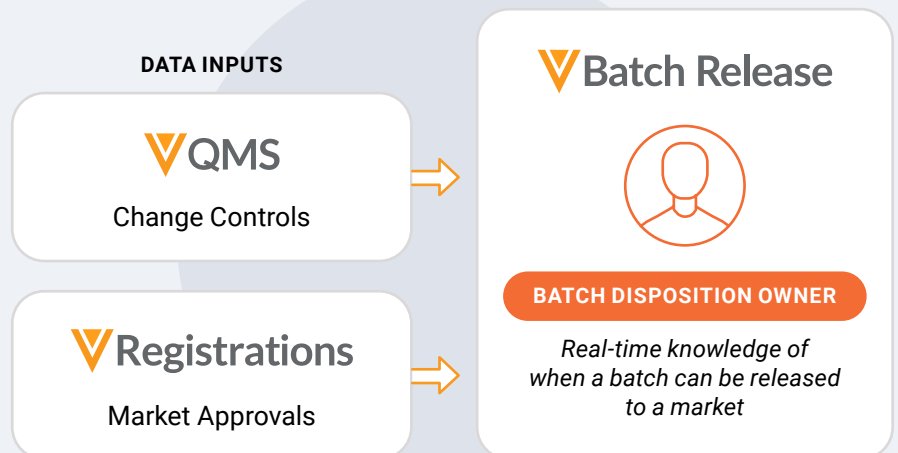 DATA INPUTS
QMS
Change Controls
Registrations
Market Approvals
Batch Release
BATCH DISPOSITION OWNER
Real-time knowledge of
when a batch can be released
to a market